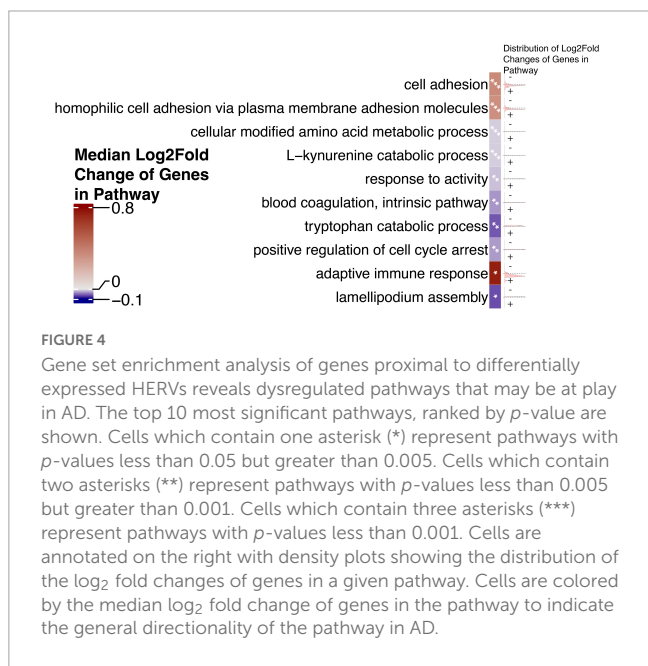 Distribution of Log2Fold
Changes of Genes in
Pathway
cell adhesion *** - +
homophilic cell adhesion via plasma membrane adhesion molecules *** - +
cellular modified amino acid metabolic process *** - +
L−kynurenine catabolic process *** - +
response to activity ** - +
blood coagulation, intrinsic pathway ** - +
tryptophan catabolic process ** - +
positive regulation of cell cycle arrest ** - +
adaptive immune response * - +
lamellipodium assembly * - +
Median Log2Fold
Change of Genes
in Pathway
0.8
0
−0.1
FIGURE 4
Gene set enrichment analysis of genes proximal to differentially
expressed HERVs reveals dysregulated pathways that may be at play
in AD. The top 10 most significant pathways, ranked by p-value are
shown. Cells which contain one asterisk (*) represent pathways with
p-values less than 0.05 but greater than 0.005. Cells which contain
two asterisks (**) represent pathways with p-values less than 0.005
but greater than 0.001. Cells which contain three asterisks (***)
represent pathways with p-values less than 0.001. Cells are
annotated on the right with density plots showing the distribution of
the log2 fold changes of genes in a given pathway. Cells are colored
by the median log2 fold change of genes in the pathway to indicate
the general directionality of the pathway in AD.